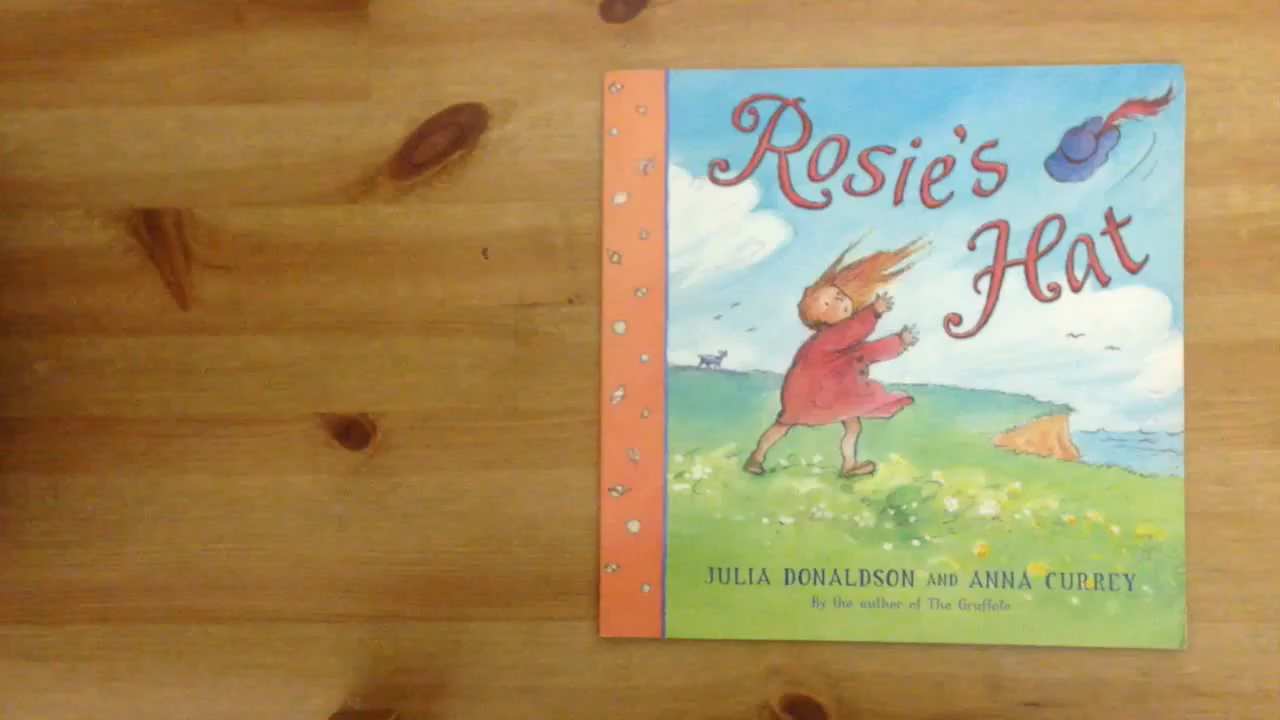 Rosie's
Hat
JULIA DONALDSON AND ANNA CURREY
By the author of The Gruffalo